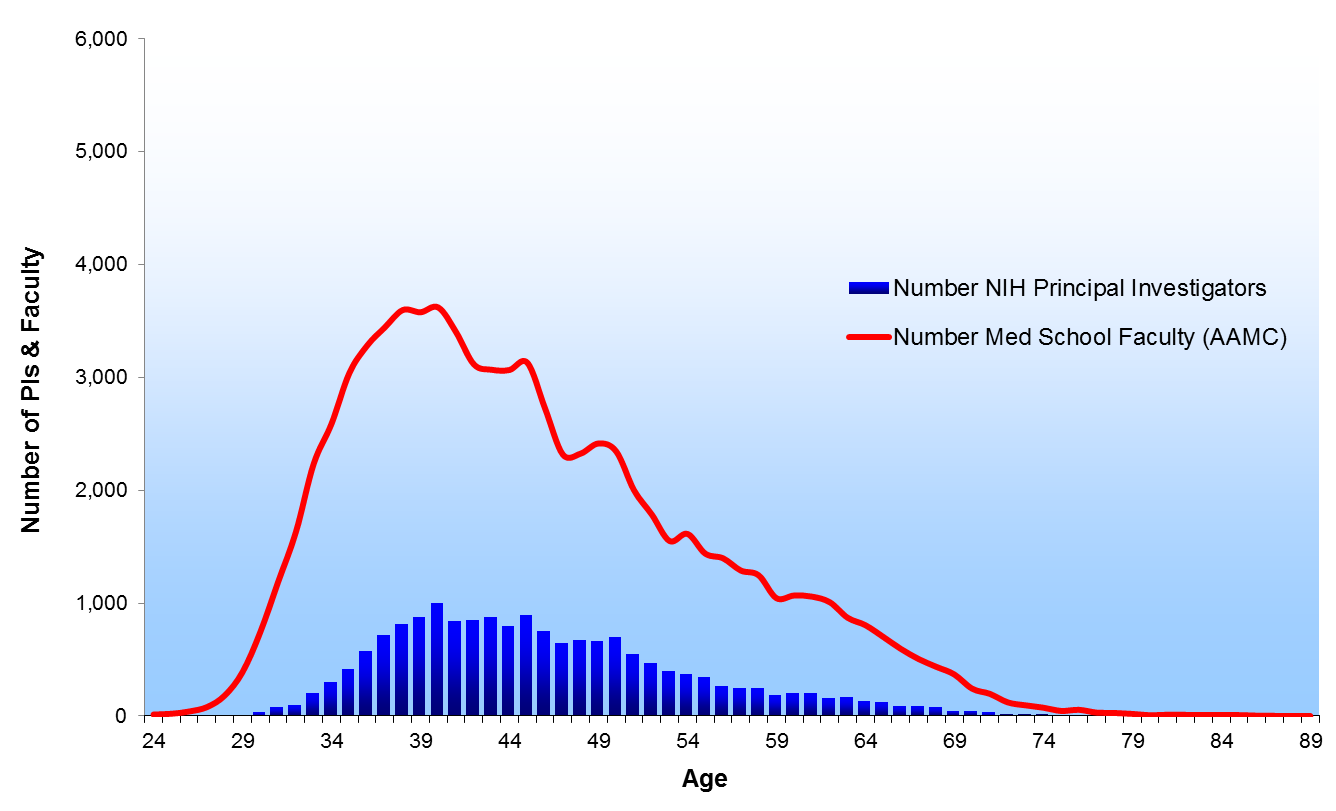 6,000
5,000
4,000
3,000
2,000
1,000
0
Number of PIs & Faculty
Number NIH Principal Investigators
Number Med School Faculty (AAMC)
24 29 34 39 44 49 54 59 64 69 74 79 84 89
Age